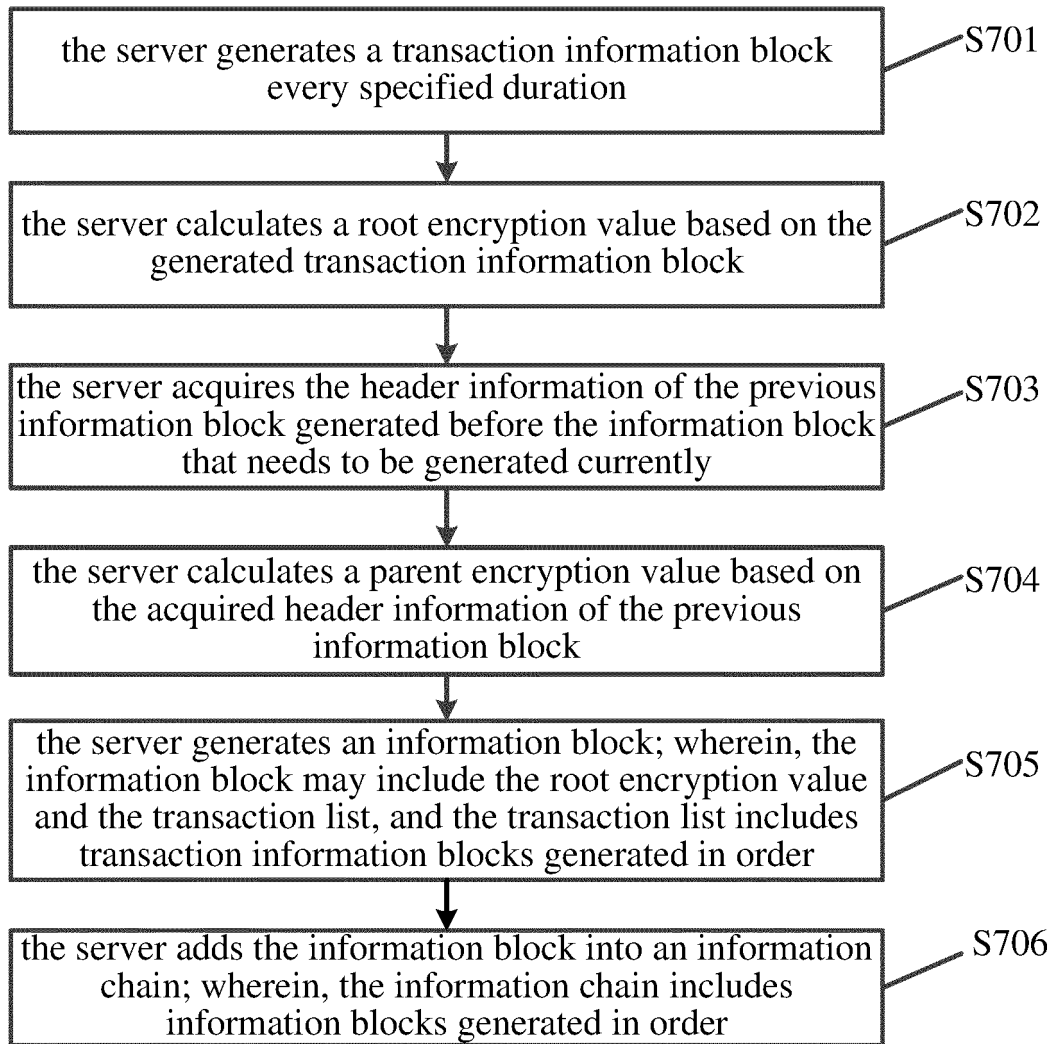 the server generates a transaction information block
every specified duration
S701
the server calculates a root encryption value based on the
generated transaction information block
S702
the server acquires the header information of the previous
information block generated before the information block
that needs to be generated currently
S703
the server calculates a parent encryption value based on
the acquired header information of the previous
information block
S704
the server generates an information block; wherein, the
information block may include the root encryption value
and the transaction list, and the transaction list includes
transaction information blocks generated in order
S705
the server adds the information block into an information
chain; wherein, the information chain includes
information blocks generated in order
S706